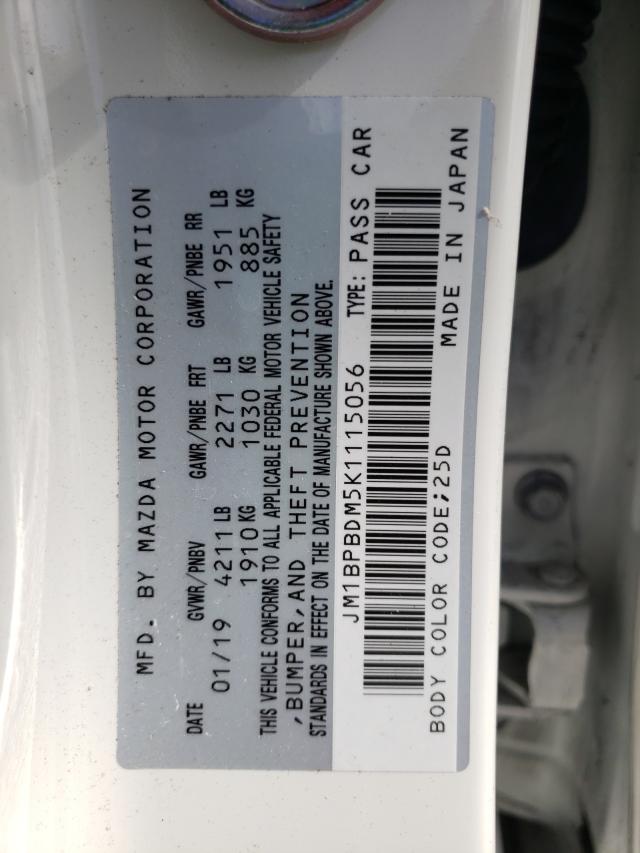 MFD. BY MAZDA MOTOR CORPORATION
DATE GVWR/PNBV GAWR/PNBE FRT GAWR/PNBE RR
01/19 4211 LB 2271 LB 1951 LB
1910 KG 1030 KG 885 KG
THIS VEHICLE CONFORMS TO ALL APPLICABLE FEDERAL MOTOR VEHICLE SAFETY
,BUMPER,AND THEFT PREVENTION
STANDARDS IN EFFECT ON THE DATE OF MANUFACTURE SHOWN ABOVE.
JM1BPBDM5K1115056 TYPE: PASS CAR
BODY COLOR CODE;25D MADE IN JAPAN